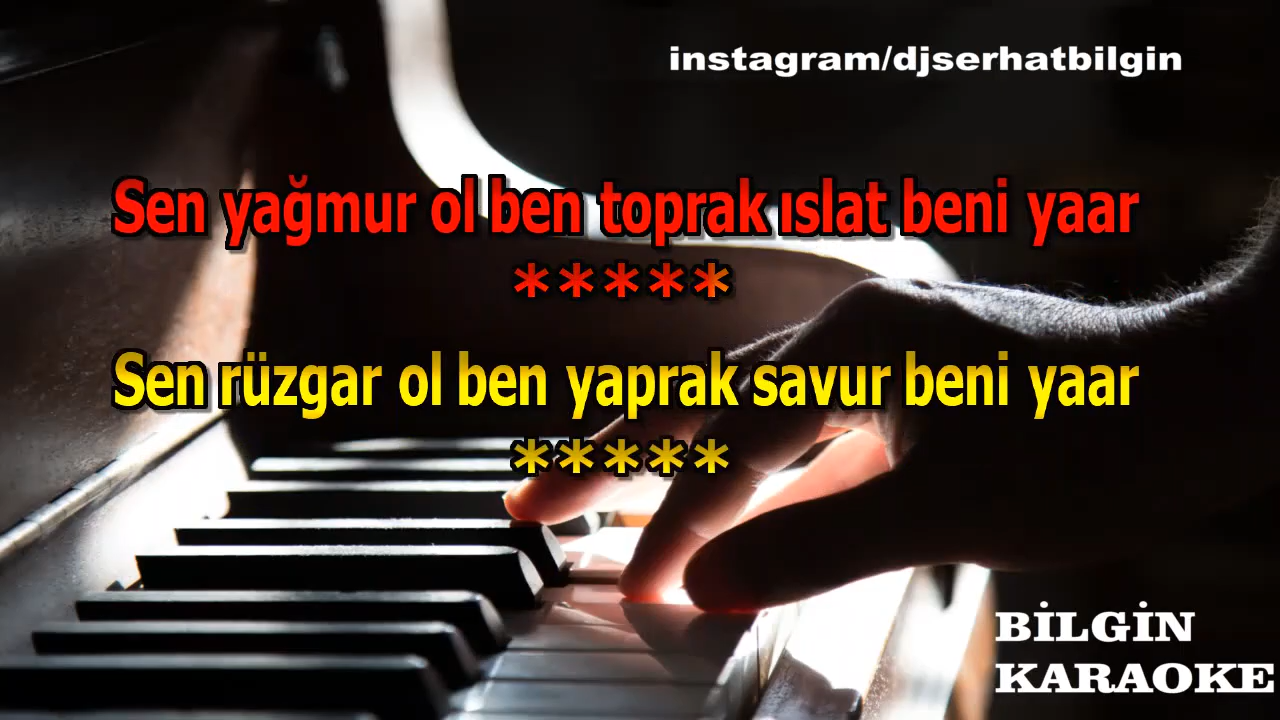 instagram/djserhatbilgin
Sen yağmur ol ben toprak ıslat beni yaar
*****
Sen rüzgar ol ben yaprak savur beni yaar
*****
BİLGİN
KARAOKE